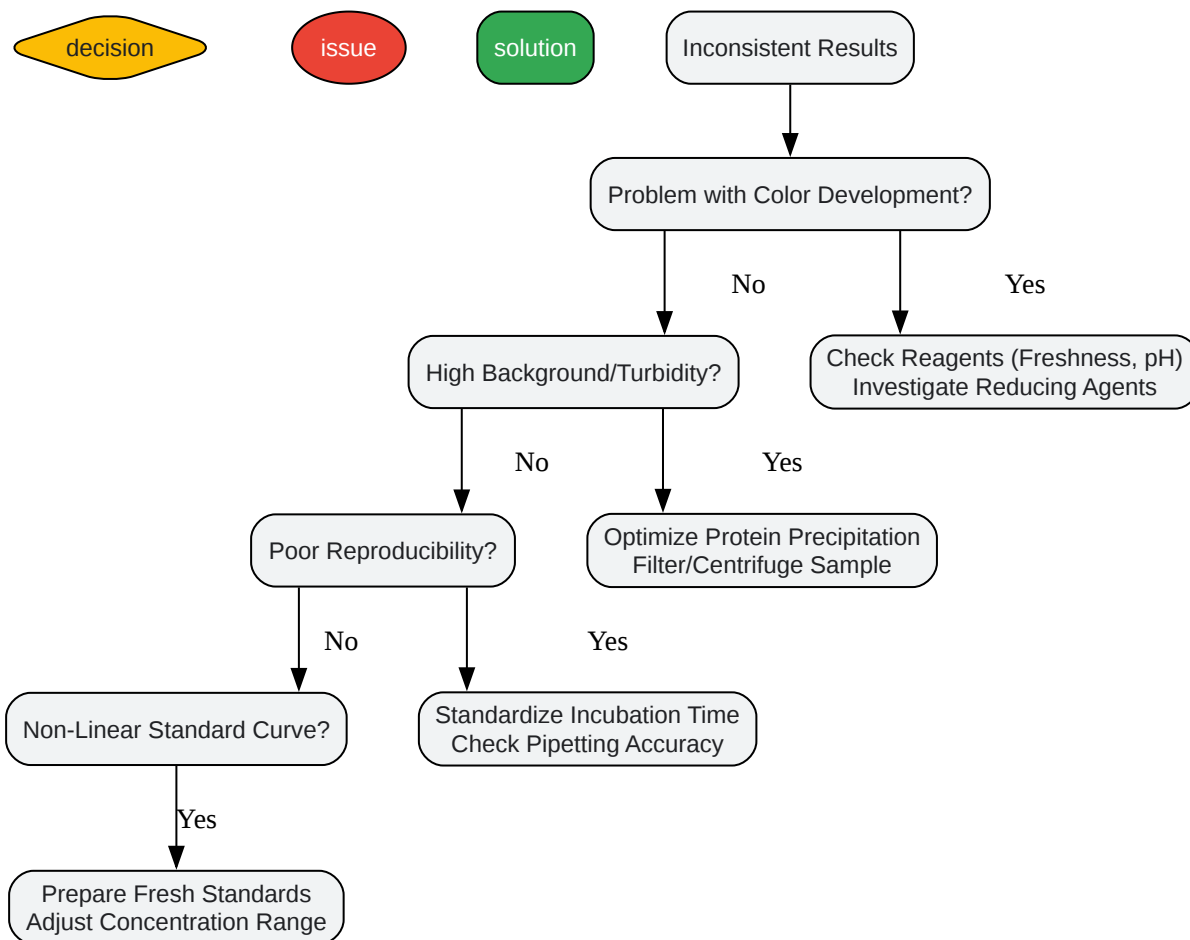 decision
issue
solution
Inconsistent Results
Problem with Color Development?
No
Yes
High Background/Turbidity?
Check Reagents (Freshness, pH)
Investigate Reducing Agents
No
Yes
Poor Reproducibility?
Optimize Protein Precipitation
Filter/Centrifuge Sample
No
Yes
Non-Linear Standard Curve?
Standardize Incubation Time
Check Pipetting Accuracy
Yes
Prepare Fresh Standards
Adjust Concentration Range